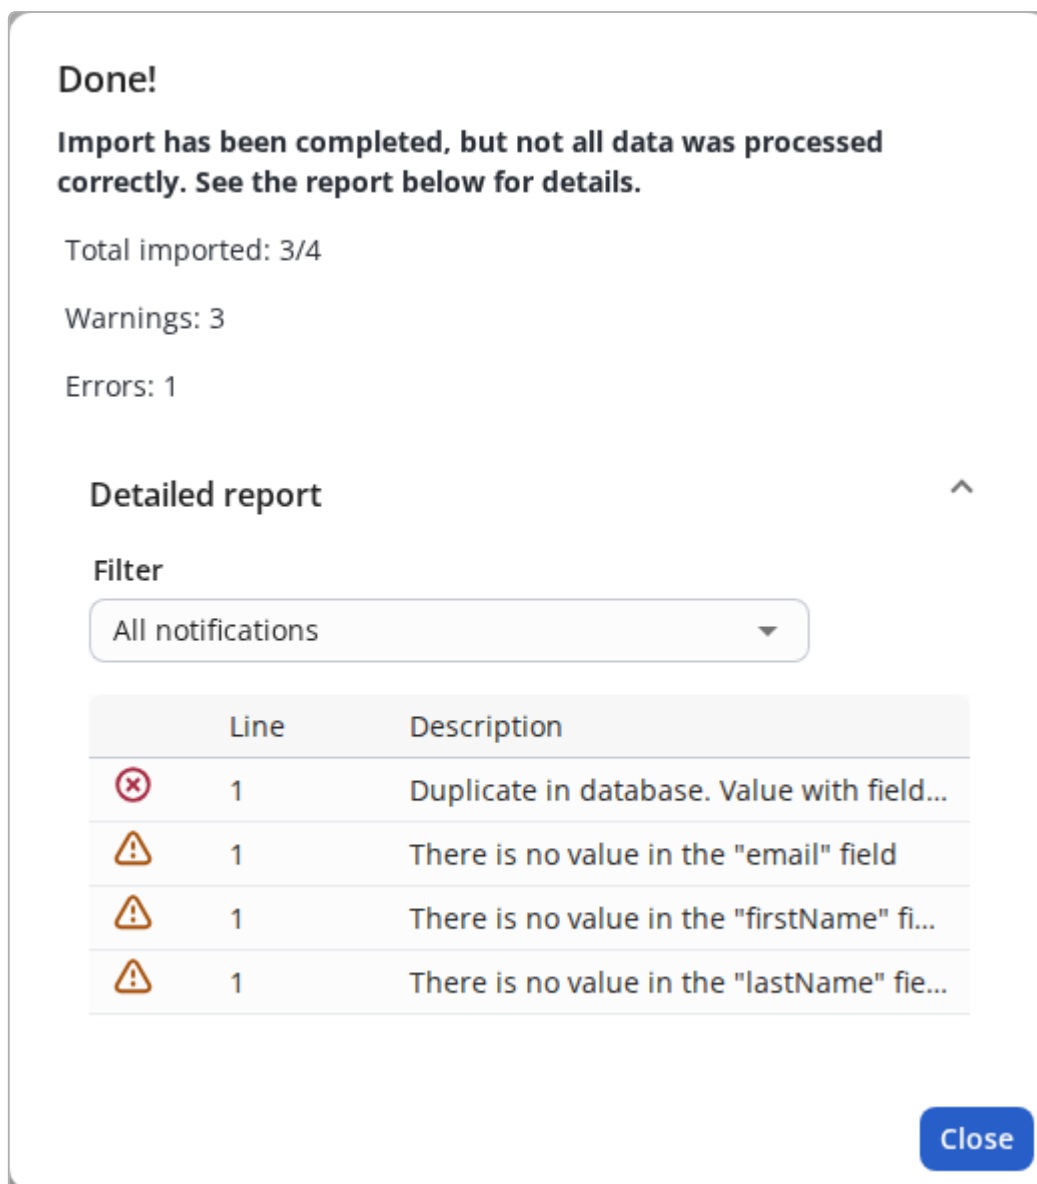 Done!
Import has been completed, but not all data was processed
correctly. See the report below for details.
Total imported: 3/4
Warnings: 3
Errors: 1
Detailed report
Filter
All notifications
Line Description
1 Duplicate in database. Value with field...
1 There is no value in the "email" field
1 There is no value in the "firstName" fi...
1 There is no value in the "lastName" fie...
Close